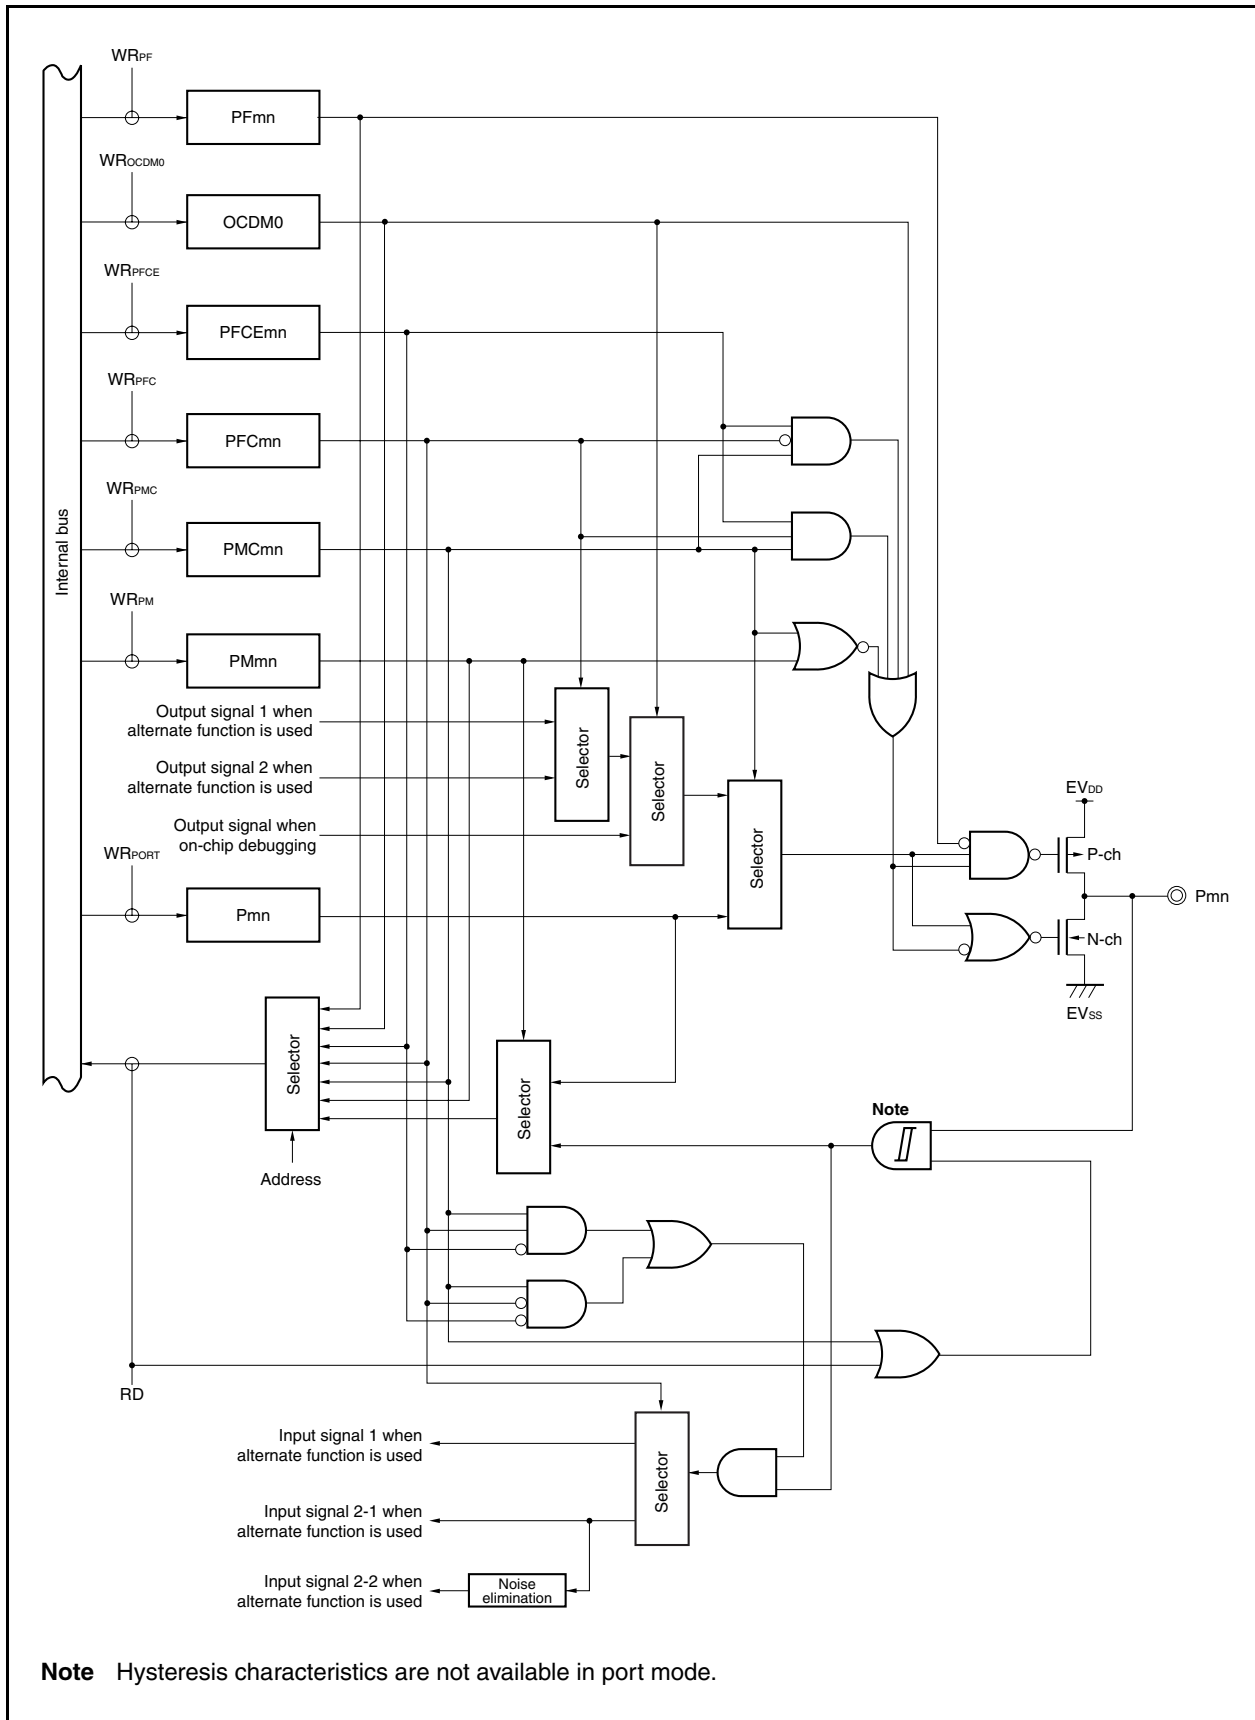 WRPF
PFmn
WROCDM0
OCDM0
WRPFCE
PFCEmn
WRPFC
PFCmn
WRPMC
PMCmn
Internal bus
WRPM
PMmn
Output signal 1 when
alternate function is used
Output signal 2 when
alternate function is used
Output signal when
on-chip debugging
Selector
Selector
Selector
WRPORT
Pmn
EVDD
P-ch
Pmn
N-ch
EVSS
Selector
Address
Selector
Note
RD
Input signal 1 when
alternate function is used
Selector
Input signal 2-1 when
alternate function is used
Input signal 2-2 when
alternate function is used
Noise
elimination
Note Hysteresis characteristics are not available in port mode.